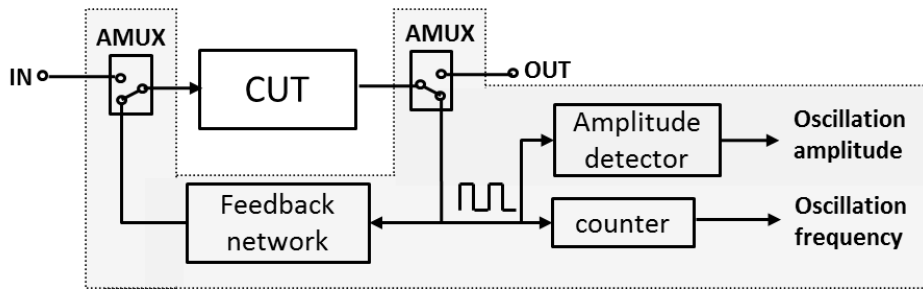 AMUX
AMUX
IN
CUT
OUT
Amplitude
detector
Oscillation
amplitude
Feedback
network
counter
Oscillation
frequency